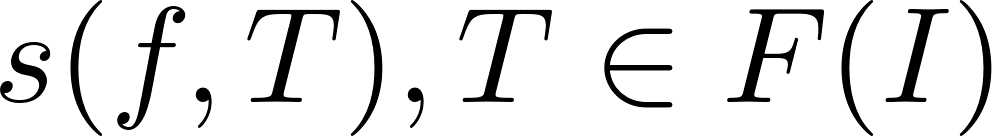 s(f,T),T ∈ F(I)